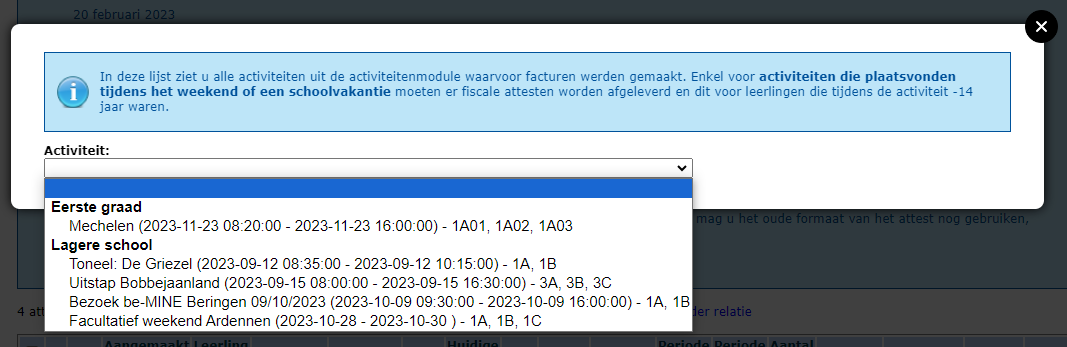 20 februari 2023
In deze lijst ziet u alle activiteiten uit de activiteitenmodule waarvoor facturen werden gemaakt. Enkel voor activiteiten die plaatsvonden
tijdens het weekend of een schoolvakantie moeten er fiscale attesten worden afgeleverd en dit voor leerlingen die tijdens de activiteit -14
jaar waren.
Activiteit:
Eerste graad
Mechelen (2023-11-23 08:20:00 - 2023-11-23 16:00:00) - 1A01, 1A02, 1A03
mag u het oude formaat van het attest nog gebruiken,
Lagere school
Toneel: De Griezel (2023-09-12 08:35:00 - 2023-09-12 10:15:00) - 1A, 1B
Uitstap Bobbejaanland (2023-09-15 08:00:00 - 2023-09-15 16:30:00) - 3A, 3B, 3C
Bezoek be-MINE Beringen 09/10/2023 (2023-10-09 09:30:00 - 2023-10-09 16:00:00) - 1A, 1B
4 att der relatie
Facultatief weekend Ardennen (2023-10-28 - 2023-10-30 ) - 1A, 1B, 1C
Aangemaakt Leerling Huidige Periode Periode Aantal